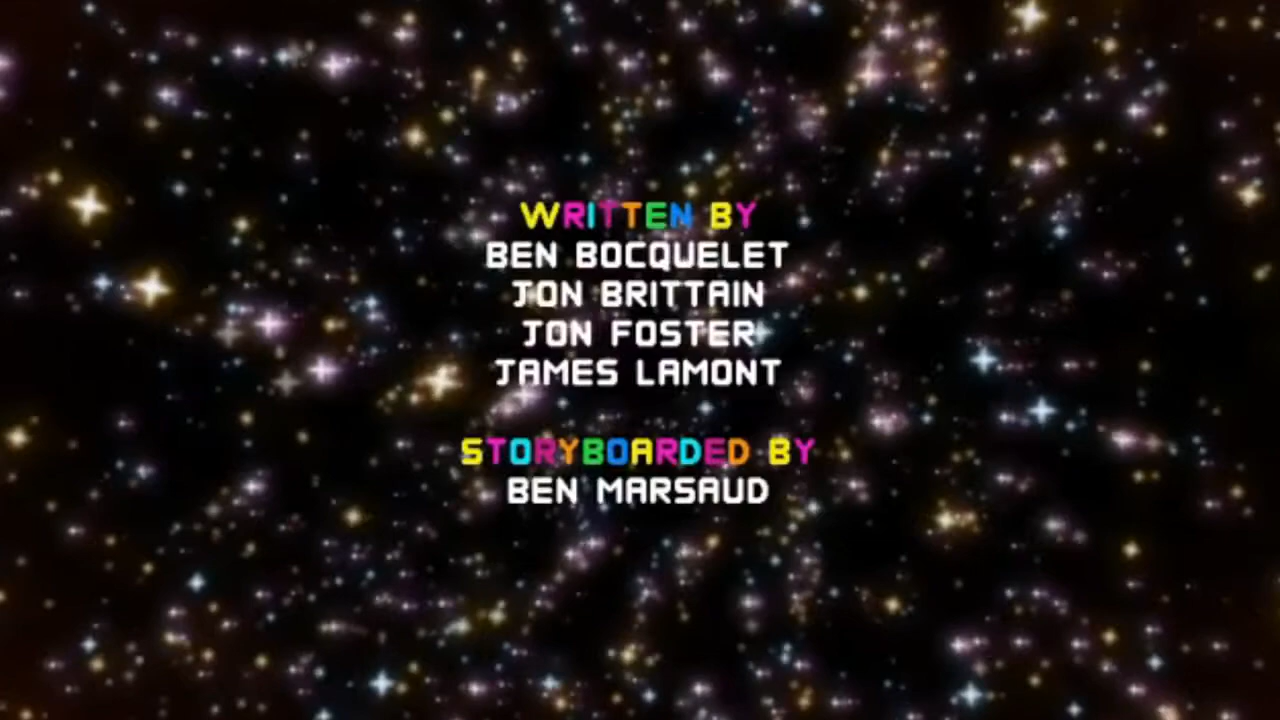 WRITTEN BY
BEN BOCQUELET
JON BRITTAIN
JON FOSTER
JAMES LAMONT
STORYBOARDED BY
BEN MARSAUD